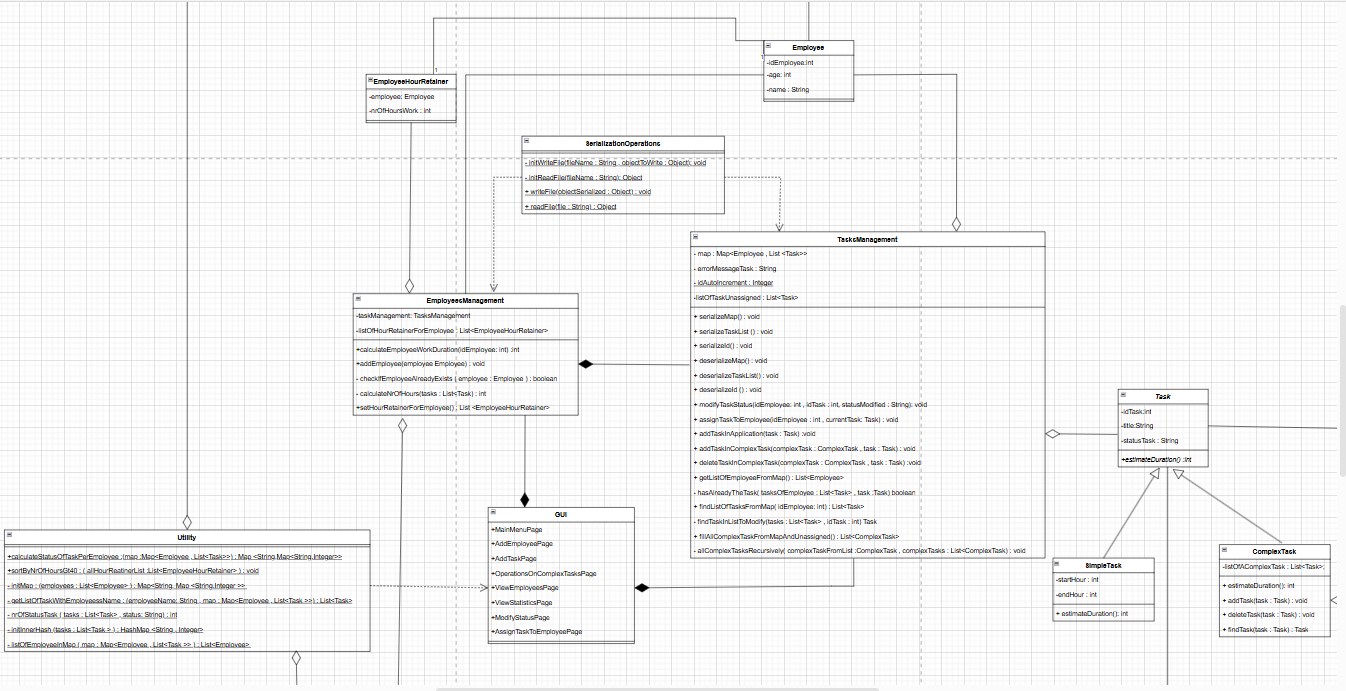 Employee
-idEmployee:int
-age: int
-name : String
1
1
EmployeeHourRetainer
-employee: Employee
-nrOfHoursWork : int
SerializationOperations
- initWriteFile(fileName : String , objectToWrite : Object): void
- initReadFile(fileName : String): Object
+ writeFile(objectSerialized : Object) : void
+ readFile(file : String) : Object
TasksManagement
- map : Map<Employee , List <Task>>
- errorMessageTask : String
- idAutoIncrement : Integer
-listOfTaskUnassigned : List<Task>
+ serializeMap() : void
+ serializeTaskList () : void
+ serializeId() : void
+ deserializeMap() : void
+ deserializeTaskList() : void
+ deserializeId () : void
+ modifyTaskStatus(idEmployee: int , idTask : int, statusModified : String): void
+ assignTaskToEmployee(idEmployee : int , currentTask: Task) : void
+ addTaskInApplication(task : Task) :void
+ addTaskInComplexTask(complexTask : ComplexTask , task : Task) : void
+ deleteTaskInComplexTask(complexTask : ComplexTask , task : Task) :void
+ getListOfEmployeeFromMap() : List<Employee>
- hasAlreadyTheTask( tasksOfEmployee : List<Task> , task :Task) boolean
+ findListOfTasksFromMap( idEmployee: int) : List<Task>
- findTaskInListToModify(tasks : List<Task> , idTask : int) Task
+ fillAllComplexTaskFromMapAndUnassigned() : List<ComplexTask>
- allComplexTasksRecursively( complexTaskFromList :ComplexTask , complexTasks : List<ComplexTask) : void
EmployeesManagement
-taskManagement: TasksManagement
-listOfHourRetainerForEmployee : List<EmployeeHourRetainer>
+calculateEmployeeWorkDuration(idEmployee: int) :int
+addEmployee(employee Employee) : void
- checkIfEmployeeAlreadyExists ( employee : Employee ) : boolean
- calculateNrOfHours(tasks : List<Task) : int
+setHourRetainerForEmployee() : List <EmployeeHourRetainer>
Task
-idTask:int
-title:String
-statusTask : String
+estimateDuration() :int
GUI
+MainMenuPage
+AddEmployeePage
+AddTaskPage
+OperationsOnComplexTasksPage
+ViewEmployeesPage
+ViewStatisticsPage
+ModifyStatusPage
+AssignTaskToEmployeePage
Utility
+calculateStatusOfTaskPerEmployee :(map :Map<Employee , List<Task>>) : Map <String,Map<String,Integer>>
+sortByNrOfHoursGt40 : ( allHourReatinerList :List<EmployeeHourRetainer> ) : void
- initMap : (employees : List<Employee> ) : Map<String, Map <String,Integer >>
- getListOfTaskWithEmployeessName : (employeeName: String , map : Map<Employee , List<Task >>) : List<Task>
- nrOfStatusTask ( tasks : List<Task> , status: String) : int
- initInnerHash (tasks : List<Task > ) : HashMap <String , Integer>
- listOfEmployeeInMap ( map : Map<Employee , List<Task >> ) : List<Employee>
SimpleTask
-startHour : int
-endHour : int
+ estimateDuration(): int
ComplexTask
-listOfAComplexTask : List<Task>;
+ estimateDuration(): int
+ addTask(task : Task) : void
+ deleteTask(task : Task) : void
+ findTask(task : Task) : Task